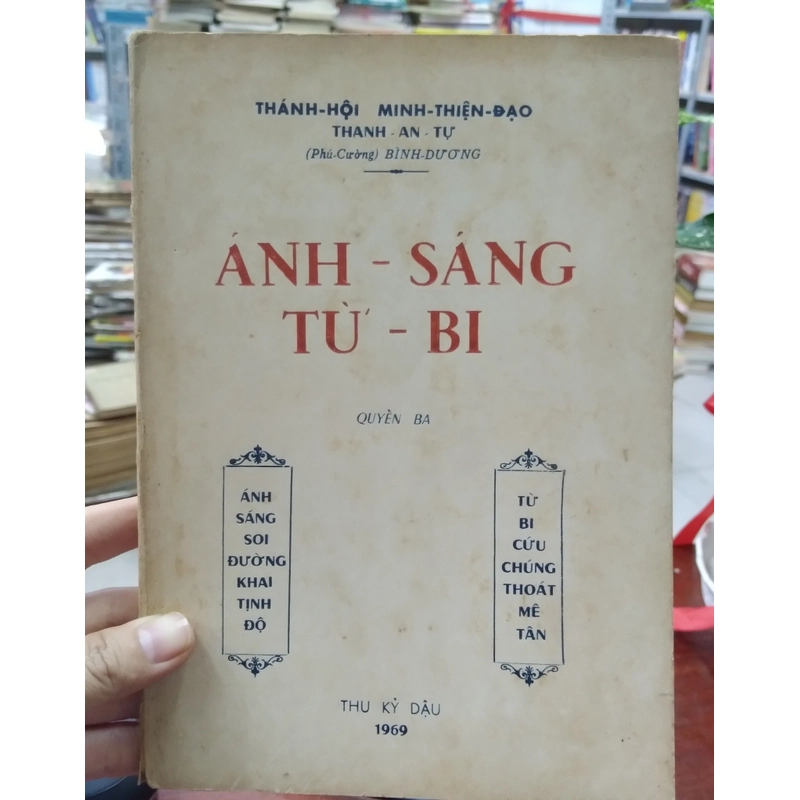 THÁNH-HỘI MINH-THIỆN-ĐẠO
THANH-AN-TỰ
(Phú-Cường) BÌNH-DƯƠNG
ÁNH - SÁNG
TỪ - BI
QUYỂN BA
ÁNH
SÁNG
SOI
ĐƯỜNG
KHAI
TỊNH
ĐỘ
TỪ
BI
CỨU
CHÚNG
THOÁT
MÊ
TÂN
THU KỶ DẬU
1969